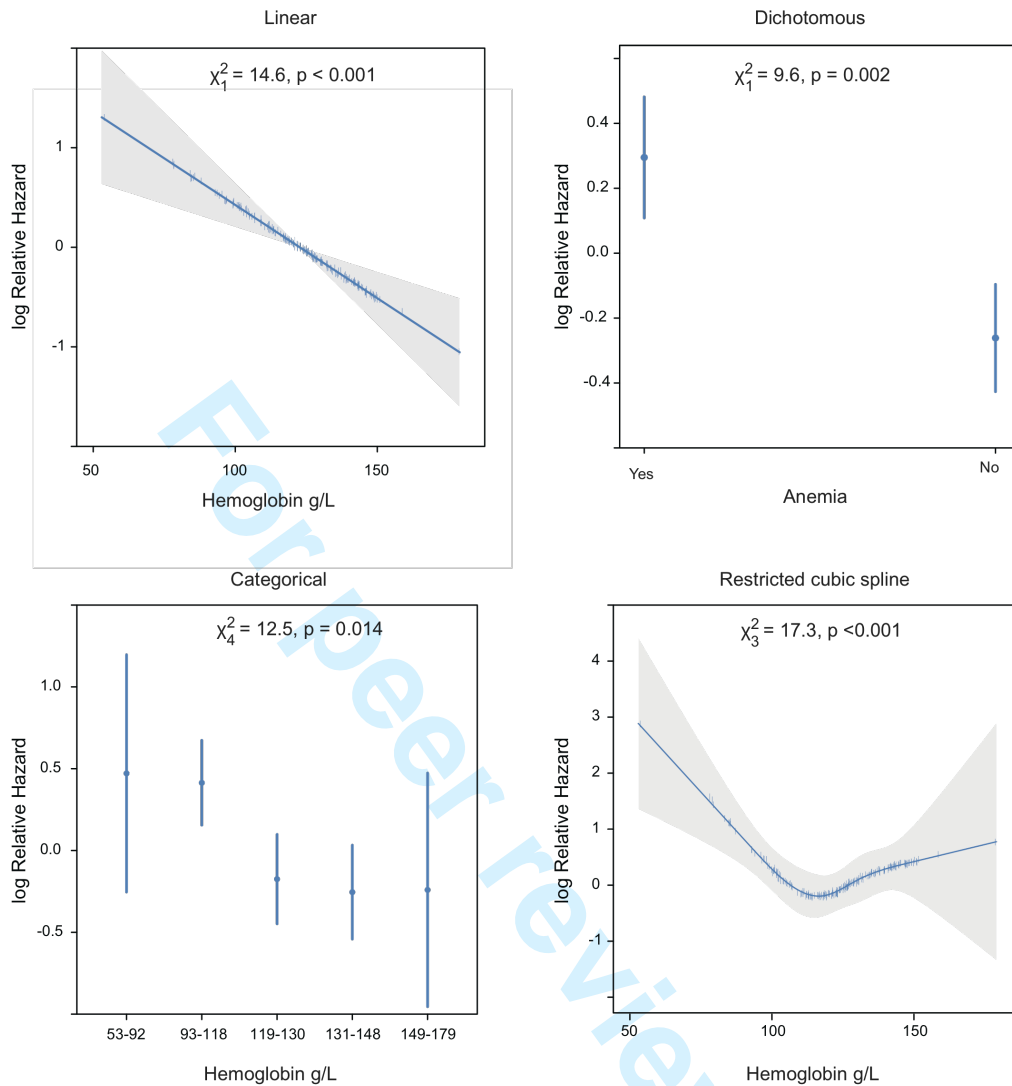 Linear
χ²₁ = 14.6, p < 0.001
1
0
-1
log Relative Hazard
50
100
150
Hemoglobin g/L
Dichotomous
χ²₁ = 9.6, p = 0.002
0.4
0.2
0.0
-0.2
-0.4
log Relative Hazard
Yes
No
Anemia
Categorical
χ²₄ = 12.5, p = 0.014
1.0
0.5
0.0
-0.5
log Relative Hazard
53-92
93-118
119-130
131-148
149-179
Hemoglobin g/L
Restricted cubic spline
χ²₃ = 17.3, p <0.001
4
3
2
1
0
-1
log Relative Hazard
50
100
150
Hemoglobin g/L
For peer review